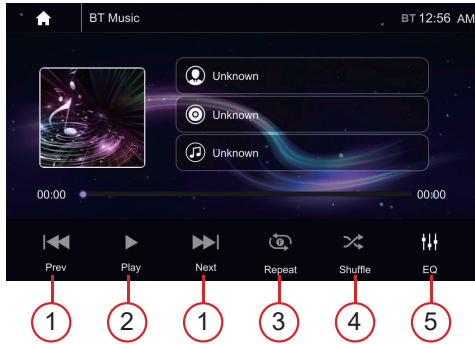 BT Music
BT 12:56 AM
Unknown
Unknown
Unknown
00:00 00:00
Prev Play Next Repeat Shuffle EQ
1 2 1 3 4 5